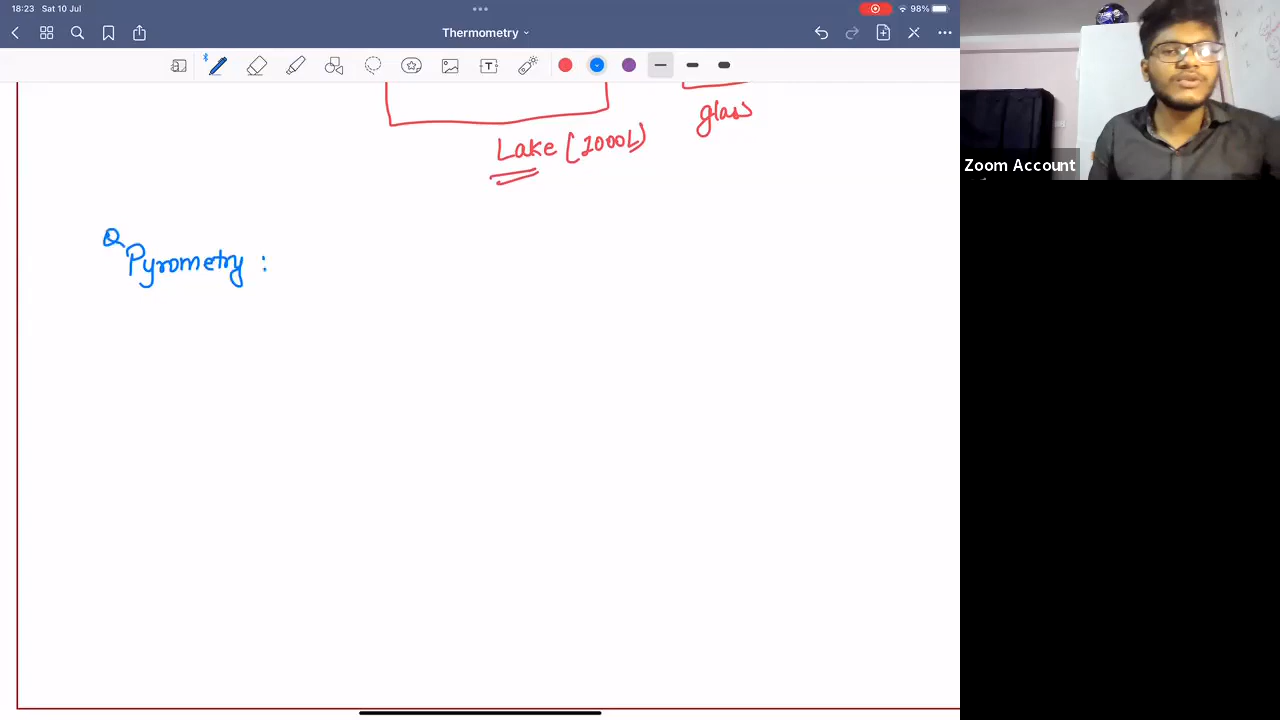 18:23 Sat 10 Jul
98%
Thermometry
T
glass
Lake (1000L)
Q Pyrometry :
Zoom Account